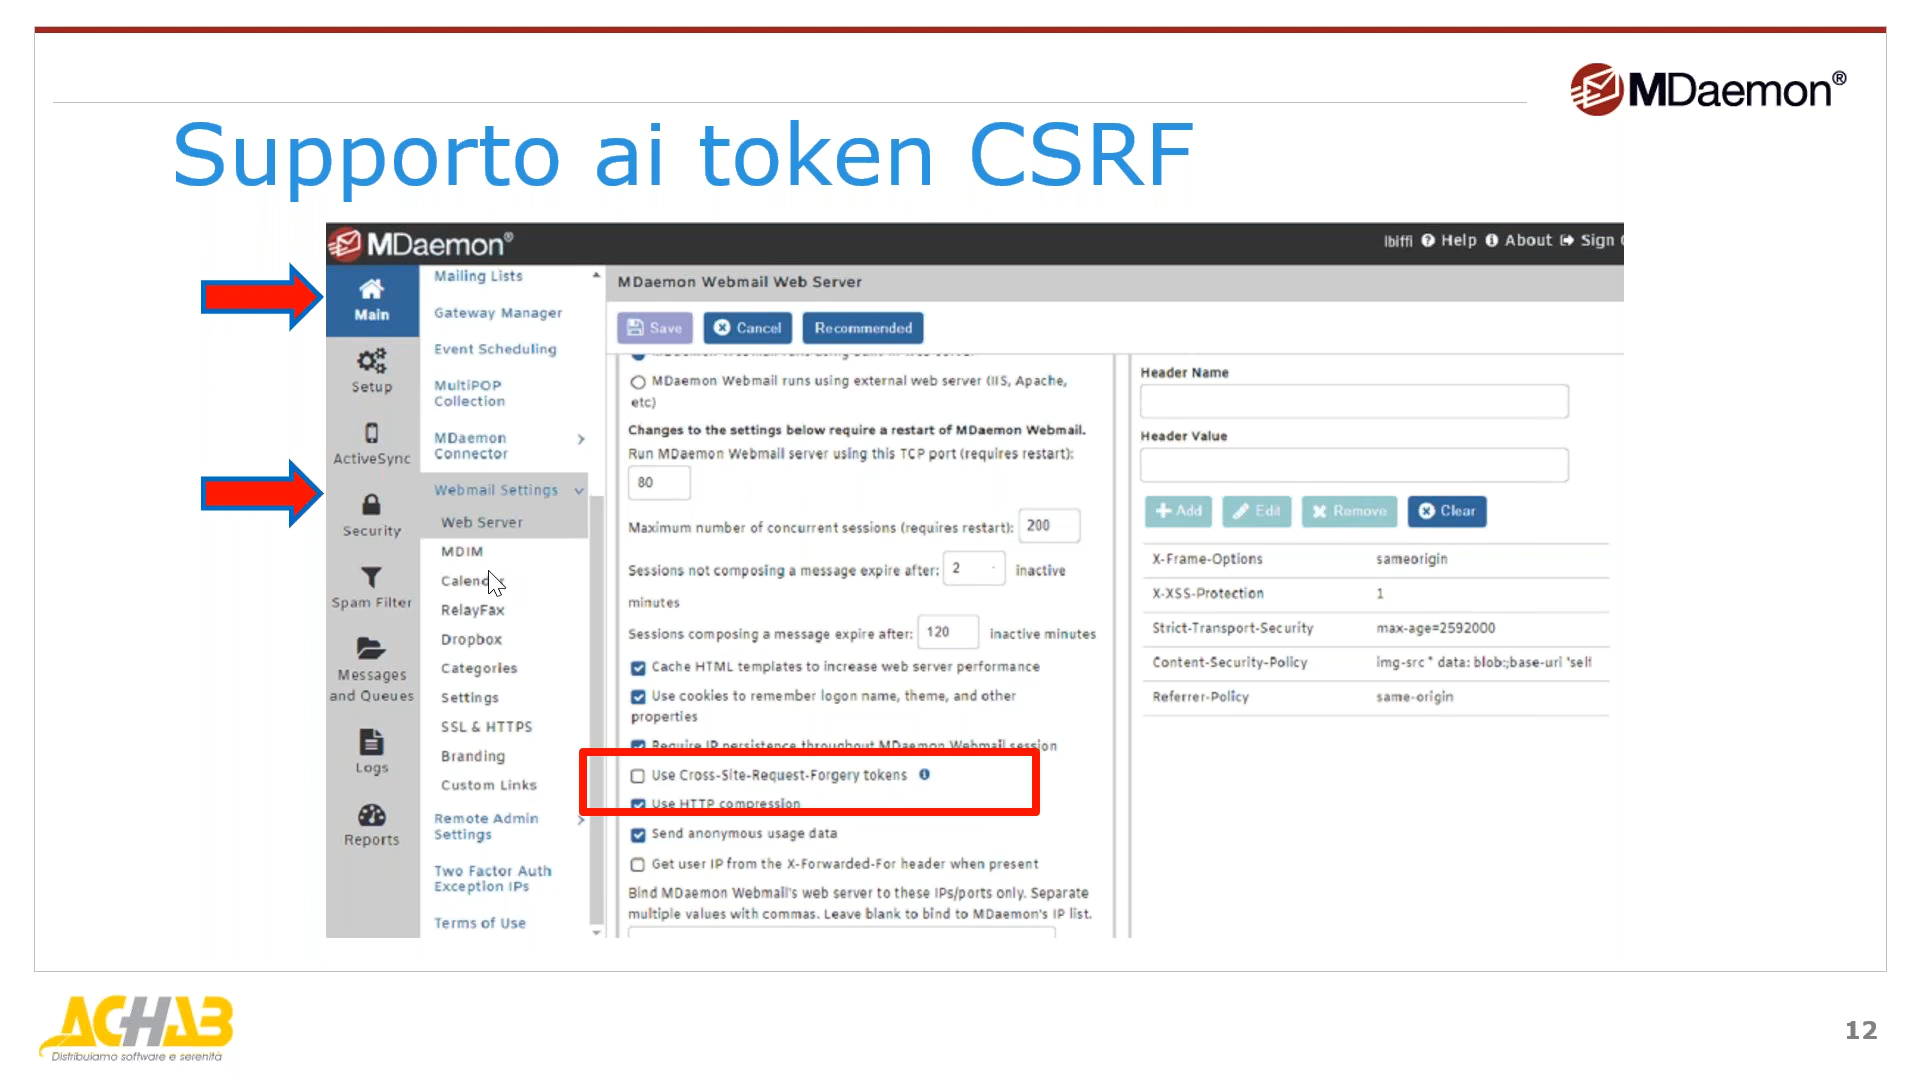 MDaemon®
Supporto ai token CSRF
MDaemon®
lbiffi Help About Sign
Main
Setup
ActiveSync
Security
Spam Filter
Messages
and Queues
Logs
Reports
Mailing Lists
Gateway Manager
Event Scheduling
MultiPOP
Collection
MDaemon
Connector
Webmail Settings
Web Server
MDIM
RelayFax
Dropbox
Categories
Settings
SSL & HTTPS
Branding
Custom Links
Remote Admin
Settings
Two Factor Auth
Exception IPs
Terms of Use
MDaemon Webmail Web Server
Save Cancel Recommended
MDaemon Webmail runs using external web server (IIS, Apache,
etc)
Changes to the settings below require a restart of MDaemon Webmail.
Run MDaemon Webmail server using this TCP port (requires restart):
80
Maximum number of concurrent sessions (requires restart): 200
Sessions not composing a message expire after: 2 inactive
minutes
Sessions composing a message expire after: 120 inactive minutes
Cache HTML templates to increase web server performance
Use cookies to remember logon name, theme, and other
properties
Require IP persistence throughout MDaemon Webmail session
Use Cross-Site-Request-Forgery tokens
Use HTTP compression
Send anonymous usage data
Get user IP from the X-Forwarded-For header when present
Bind MDaemon Webmail's web server to these IPs/ports only. Separate
multiple values with commas. Leave blank to bind to MDaemon's IP list.
Header Name
Header Value
Add Edit Remove Clear
X-Frame-Options sameorigin
X-XSS-Protection 1
Strict-Transport-Security max-age=2592000
Content-Security-Policy img-src * data: blob:;base-uri 'self
Referrer-Policy same-origin
ACHAB
Distribuiamo software e serenità
12